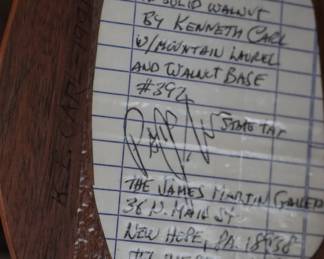 SOLID WALNUT
BY KENNETH CARL
W/MOUNTAIN LAUREL
AND WALNUT BASE
#392
STATE TAX
THE JAMES MARTIN GALLERY
36 N. MAIN ST
NEW HOPE, PA. 18938